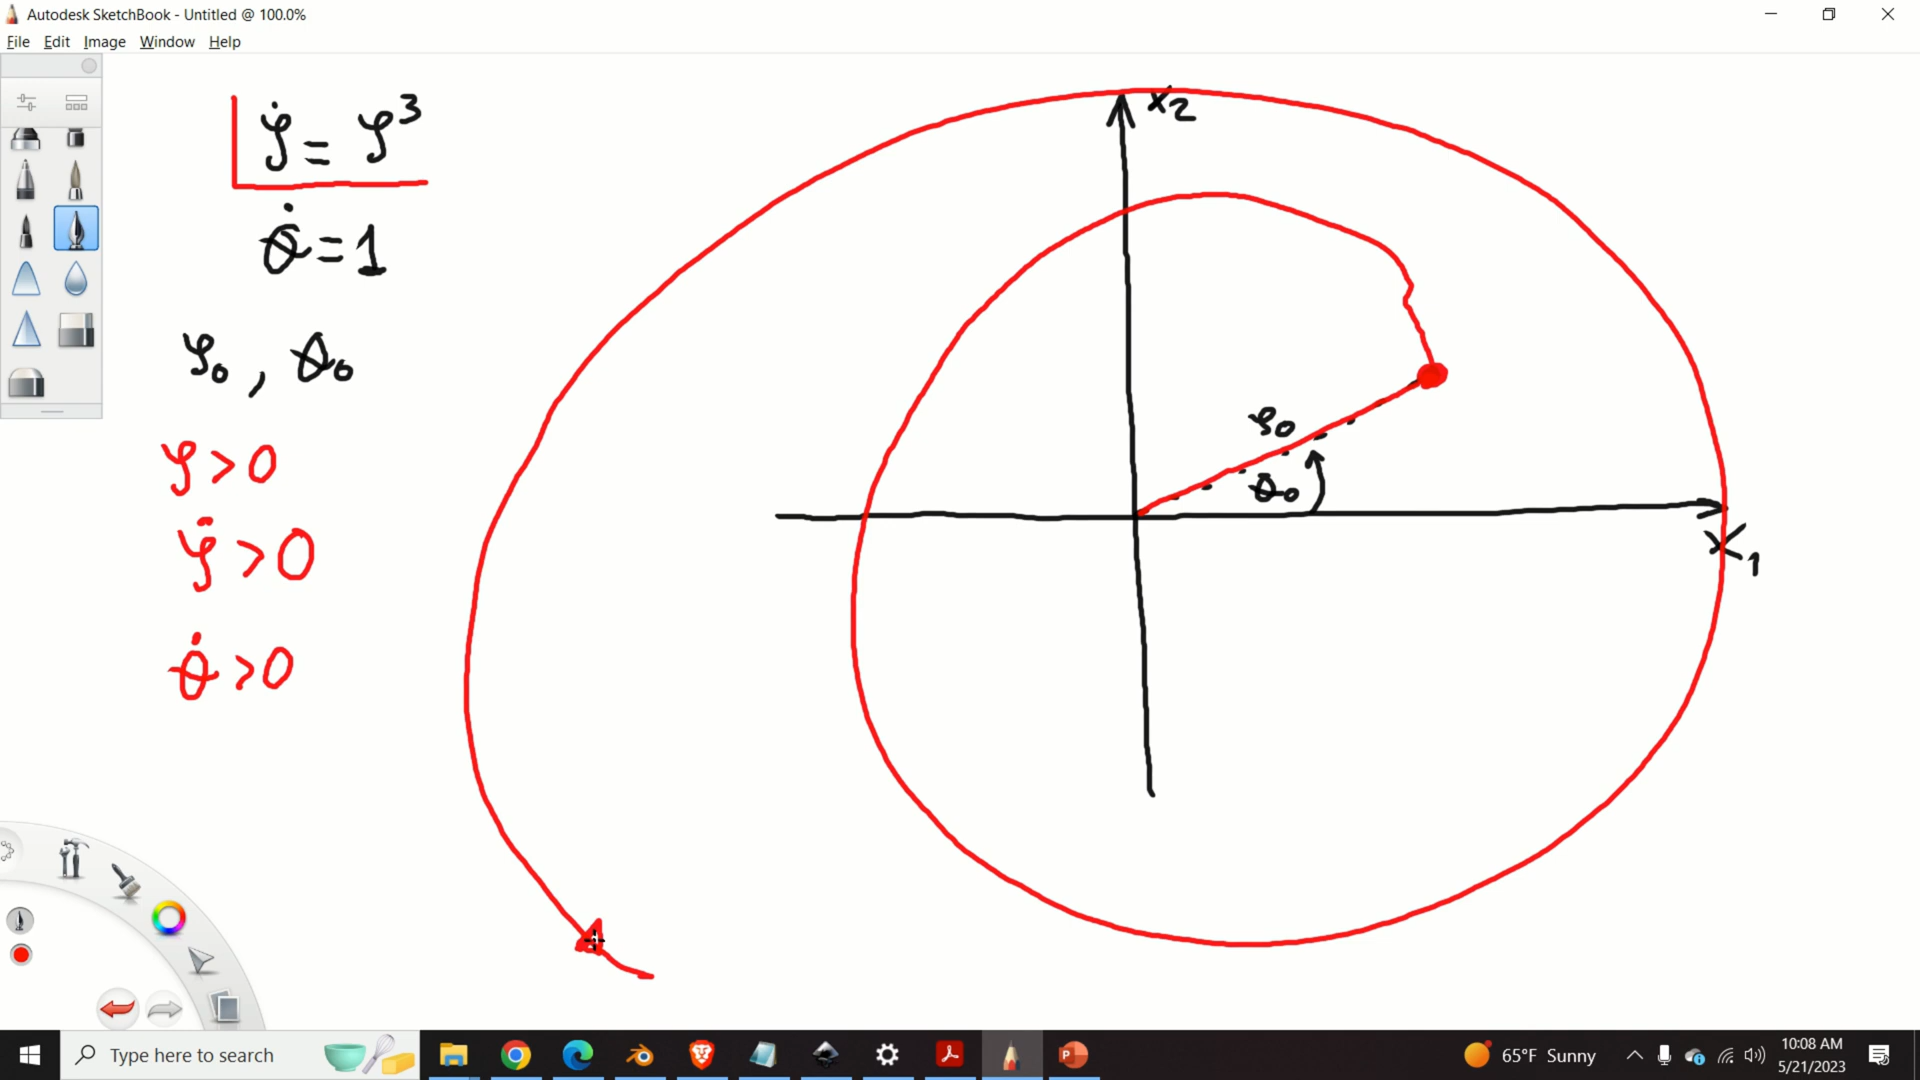 Autodesk SketchBook - Untitled @ 100.0%
File Edit Image Window Help
ρ̇ = ρ³
θ̇ = 1
ρ₀ , θ₀
ρ > 0
ρ̇ > 0
θ̇ > 0
x₂
ρ₀
θ₀
x₁
Type here to search
65°F Sunny
10:08 AM
5/21/2023